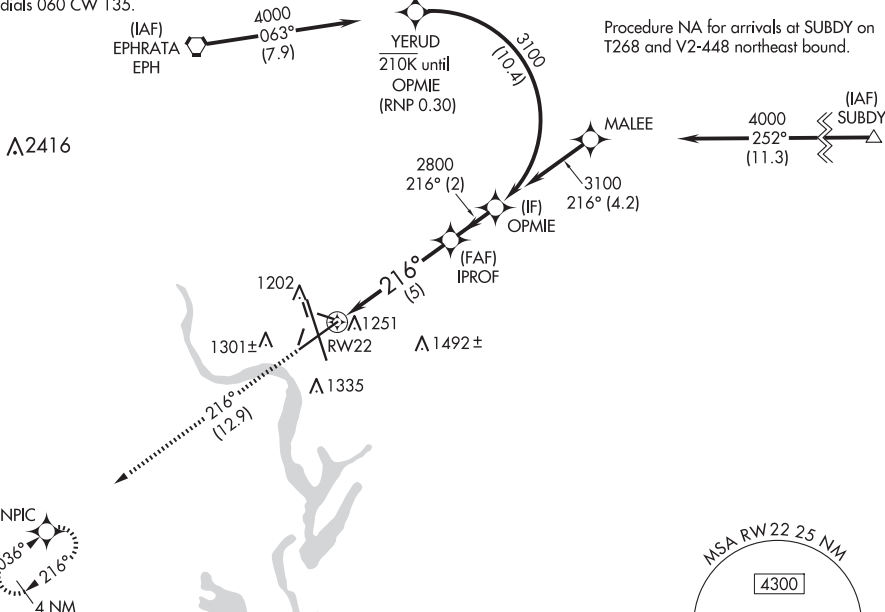 dials 060 CW 135.
(IAF)
EPHRATA
EPH
4000
063°
(7.9)
YERUD
210K until
OPMIE
(RNP 0.30)
3100
(10.4)
Procedure NA for arrivals at SUBDY on
T268 and V2-448 northeast bound.
(IAF)
SUBDY
4000
252°
(11.3)
MALEE
2416
2800
216° (2)
3100
216° (4.2)
(IF)
OPMIE
(FAF)
IPROF
216°
(5)
1202
1251
RW22
1301±
1492±
1335
216°
(12.9)
NPIC
036°
216°
4 NM
MSA RW22 25 NM
4300